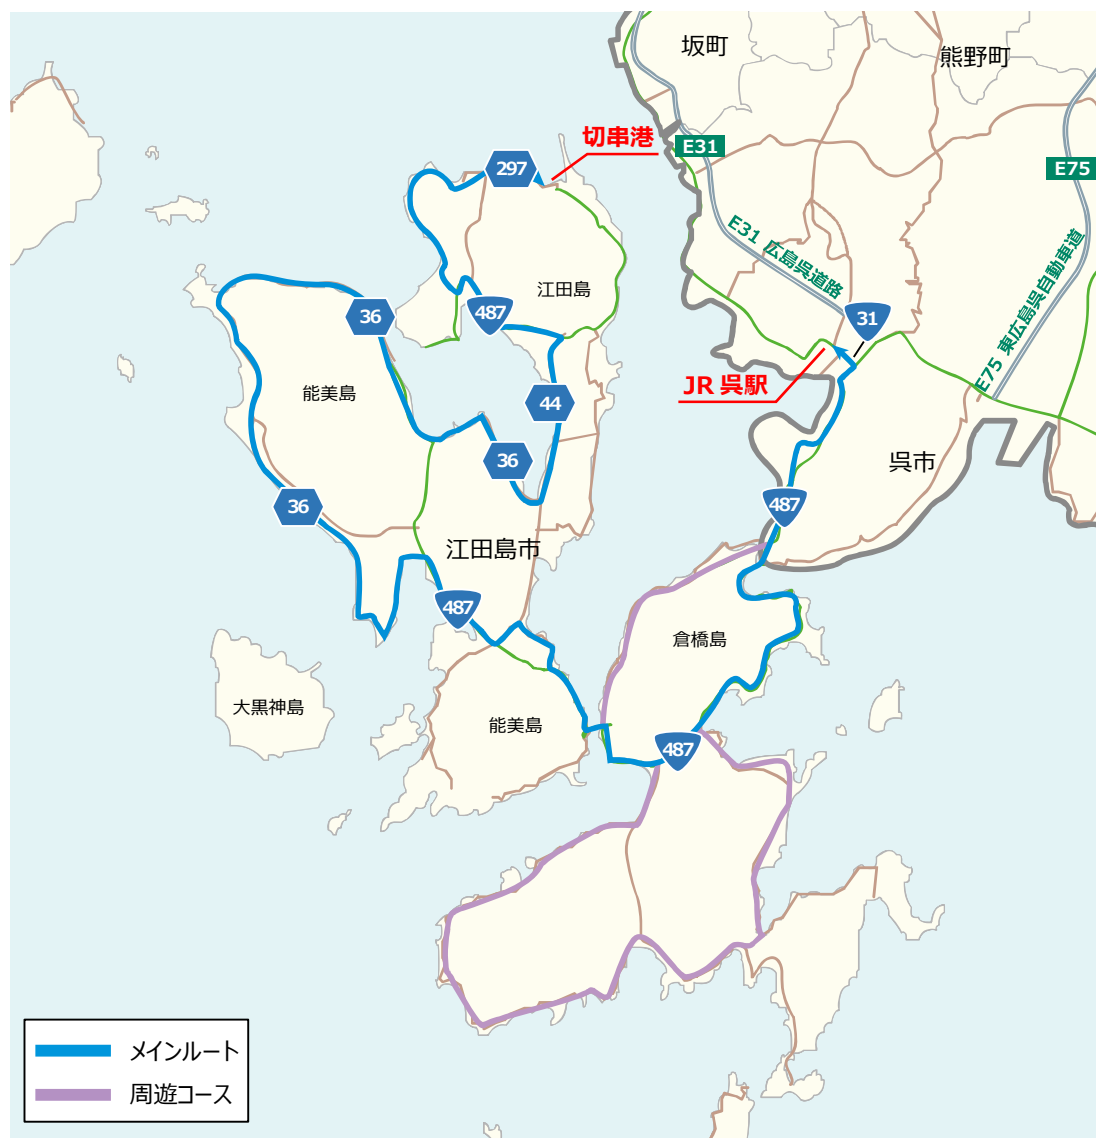 坂町
熊野町
切串港
E31
297
E75
E31 広島呉道路
E75 東広島呉自動車道
江田島
487
36
31
能美島
JR 呉駅
44
36
呉市
36
487
江田島市
487
倉橋島
大黒神島
能美島
487
メインルート
周遊コース